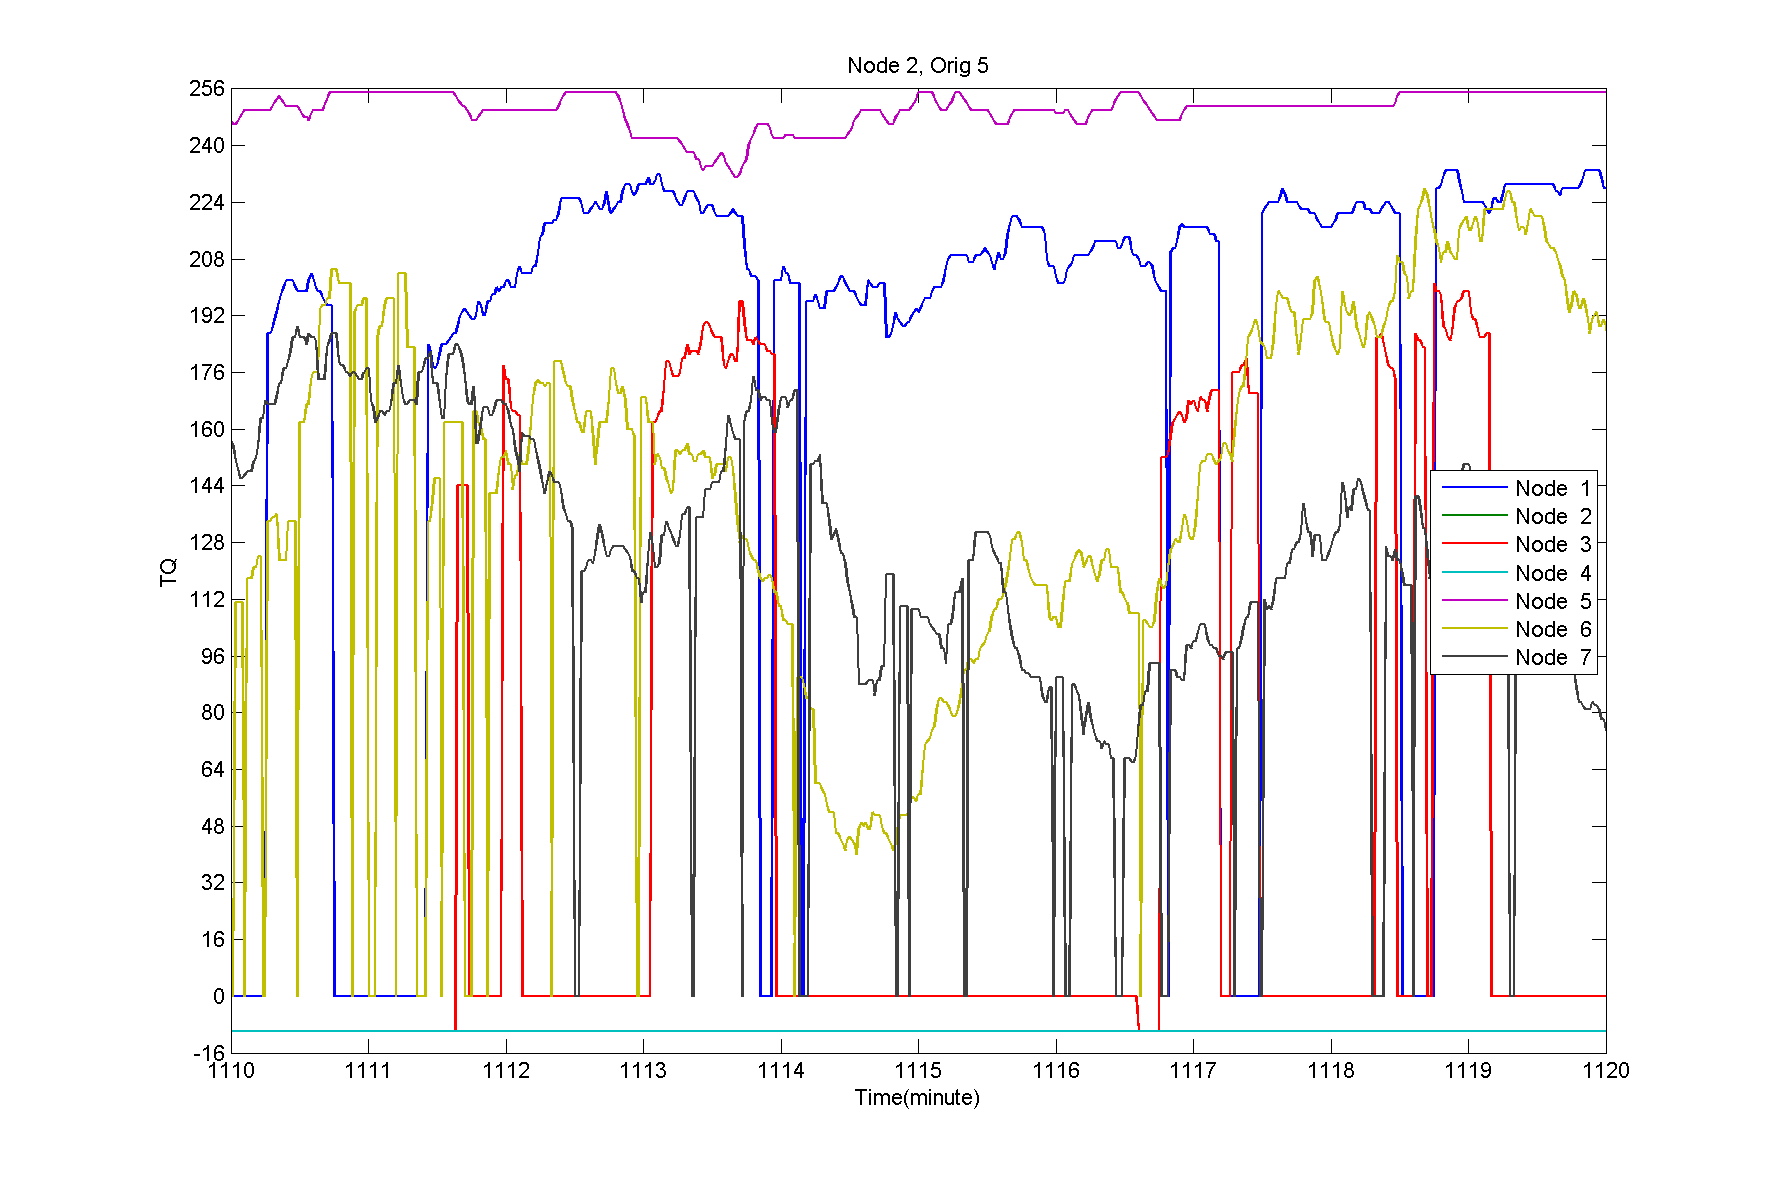 Node 2, Orig 5
256
240
224
208
192
176
160
144
128
112
96
80
64
48
32
16
0
-16
TQ
Node 1
Node 2
Node 3
Node 4
Node 5
Node 6
Node 7
1110 1111 1112 1113 1114 1115 1116 1117 1118 1119 1120
Time(minute)